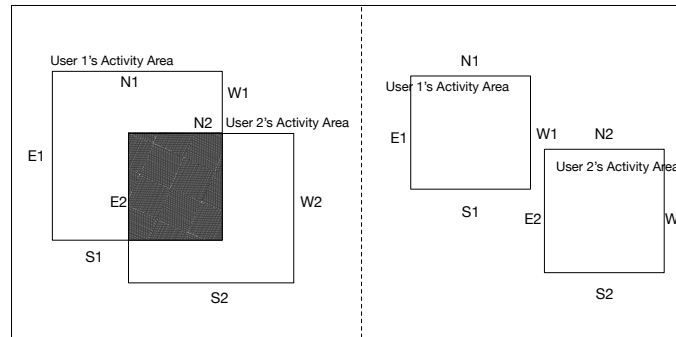 User 1's Activity Area
N1
W1
N2
User 2's Activity Area
E1
E2
W2
S1
S2
N1
User 1's Activity Area
E1
W1
N2
User 2's Activity Area
S1
E2
W
S2